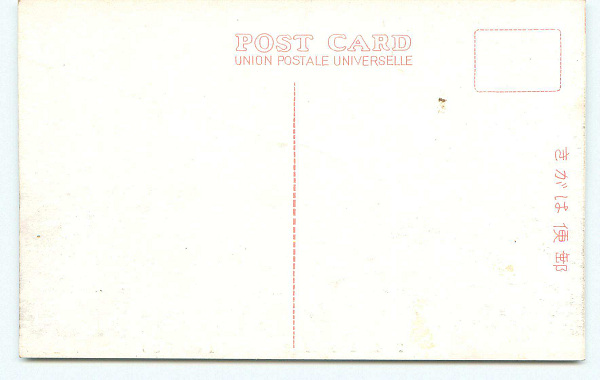 POST CARD
UNION POSTALE UNIVERSELLE
郵便はがき